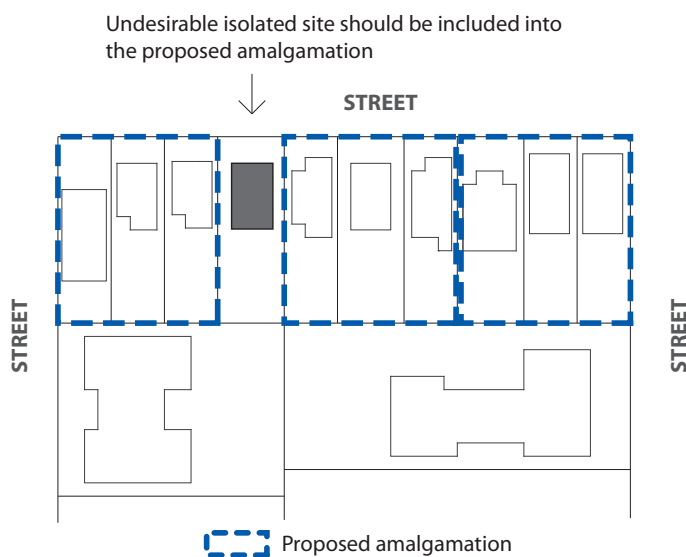 Undesirable isolated site should be included into
the proposed amalgamation
STREET
STREET
STREET
Proposed amalgamation